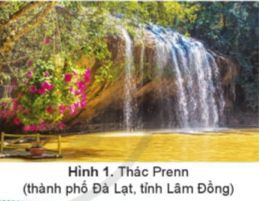 Hình 1. Thác Prenn
(thành phố Đà Lạt, tỉnh Lâm Đồng)